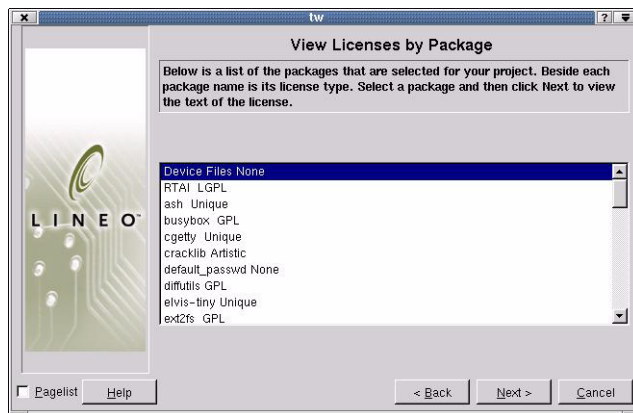 tw
View Licenses by Package
Below is a list of the packages that are selected for your project. Beside each
package name is its license type. Select a package and then click Next to view
the text of the license.
LINEO™
Device Files None
RTAI LGPL
ash Unique
busybox GPL
cgetty Unique
cracklib Artistic
default_passwd None
diffutils GPL
elvis-tiny Unique
ext2fs GPL
Pagelist
Help
< Back
Next >
Cancel